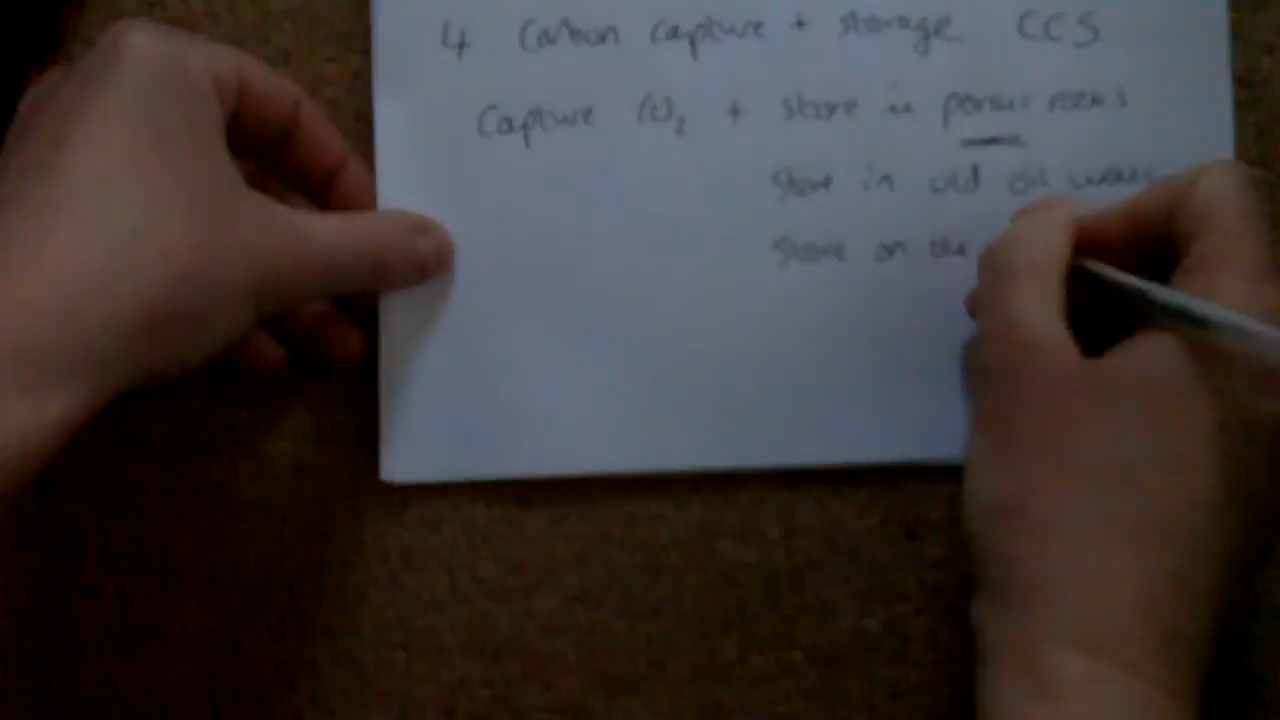 4 Carbon capture + storage CCS
Capture CO2 + store in porous rocks
Store in old oil wells
Store on the